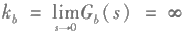 k_b = lim_{s→0} G_b(s) = ∞